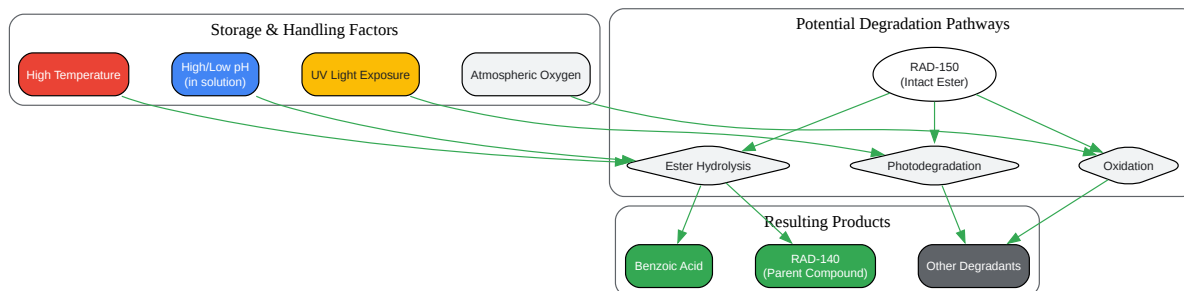 Storage & Handling Factors
High Temperature
High/Low pH
(in solution)
UV Light Exposure
Atmospheric Oxygen
Potential Degradation Pathways
RAD-150
(Intact Ester)
Ester Hydrolysis
Photodegradation
Oxidation
Resulting Products
Benzoic Acid
RAD-140
(Parent Compound)
Other Degradants